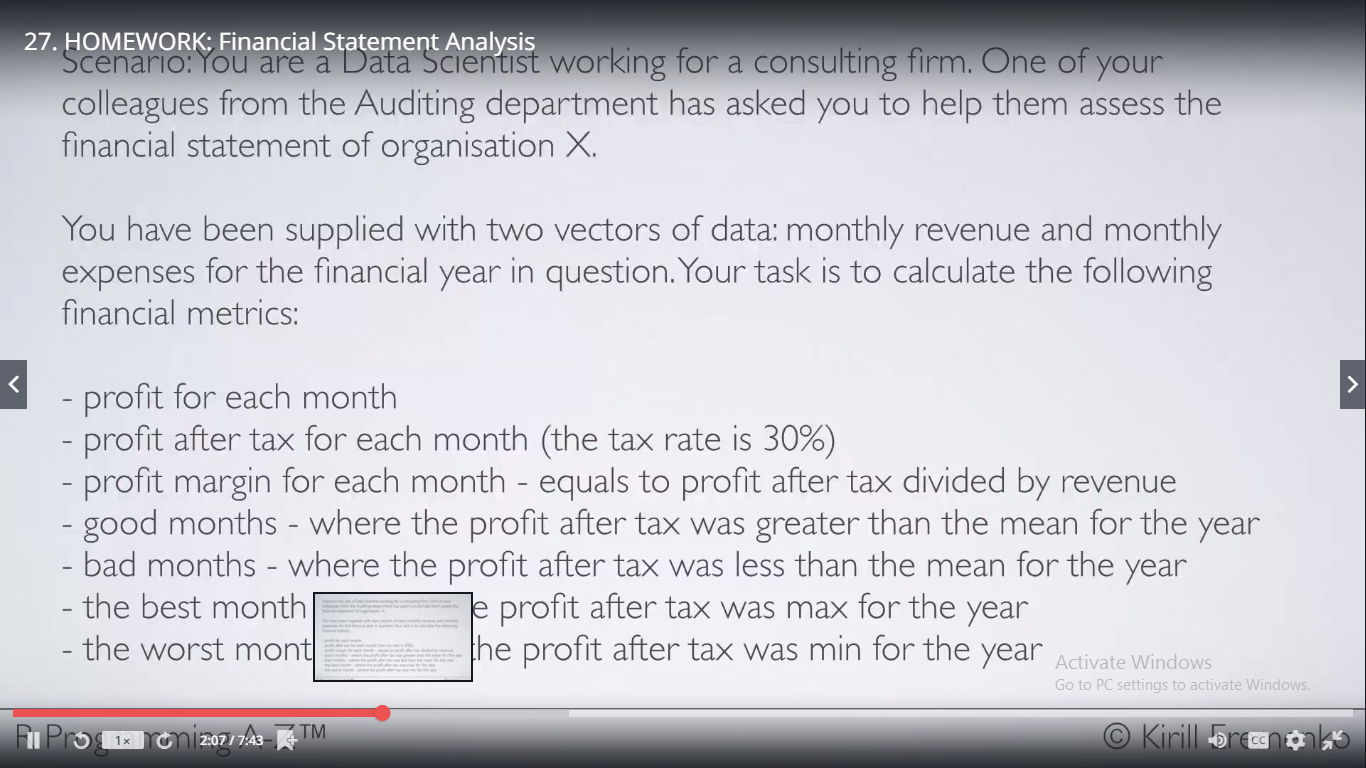 27. HOMEWORK: Financial Statement Analysis
Scenario: You are a Data Scientist working for a consulting firm. One of your
colleagues from the Auditing department has asked you to help them assess the
financial statement of organisation X.
You have been supplied with two vectors of data: monthly revenue and monthly
expenses for the financial year in question. Your task is to calculate the following
financial metrics:
- profit for each month
- profit after tax for each month (the tax rate is 30%)
- profit margin for each month - equals to profit after tax divided by revenue
- good months - where the profit after tax was greater than the mean for the year
- bad months - where the profit after tax was less than the mean for the year
- the best month profit after tax was max for the year
- the worst the profit after tax was min for the year
Activate Windows
Go to PC settings to activate Windows.
R Programming A-Z™
1x
2:07 / 7:43
© Kirill Eremenko
CC